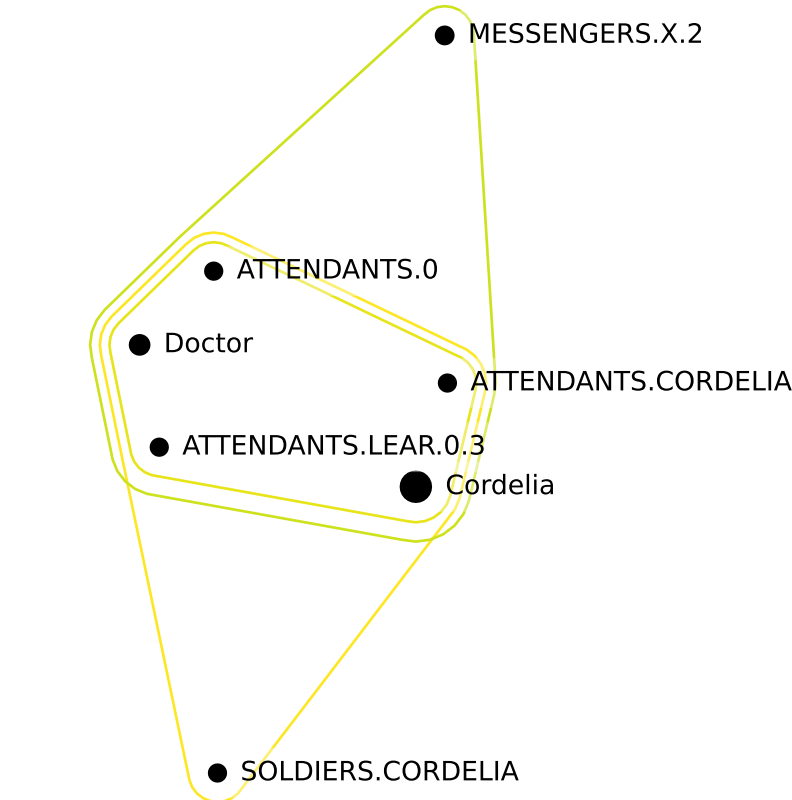 MESSENGERS.X.2
ATTENDANTS.0
Doctor
ATTENDANTS.CORDELIA
ATTENDANTS.LEAR.0.3
Cordelia
SOLDIERS.CORDELIA